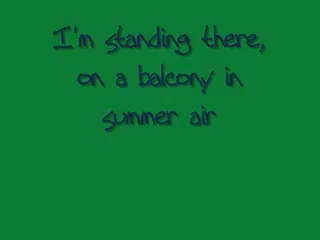 I'm standing there,
on a balcony in
summer air